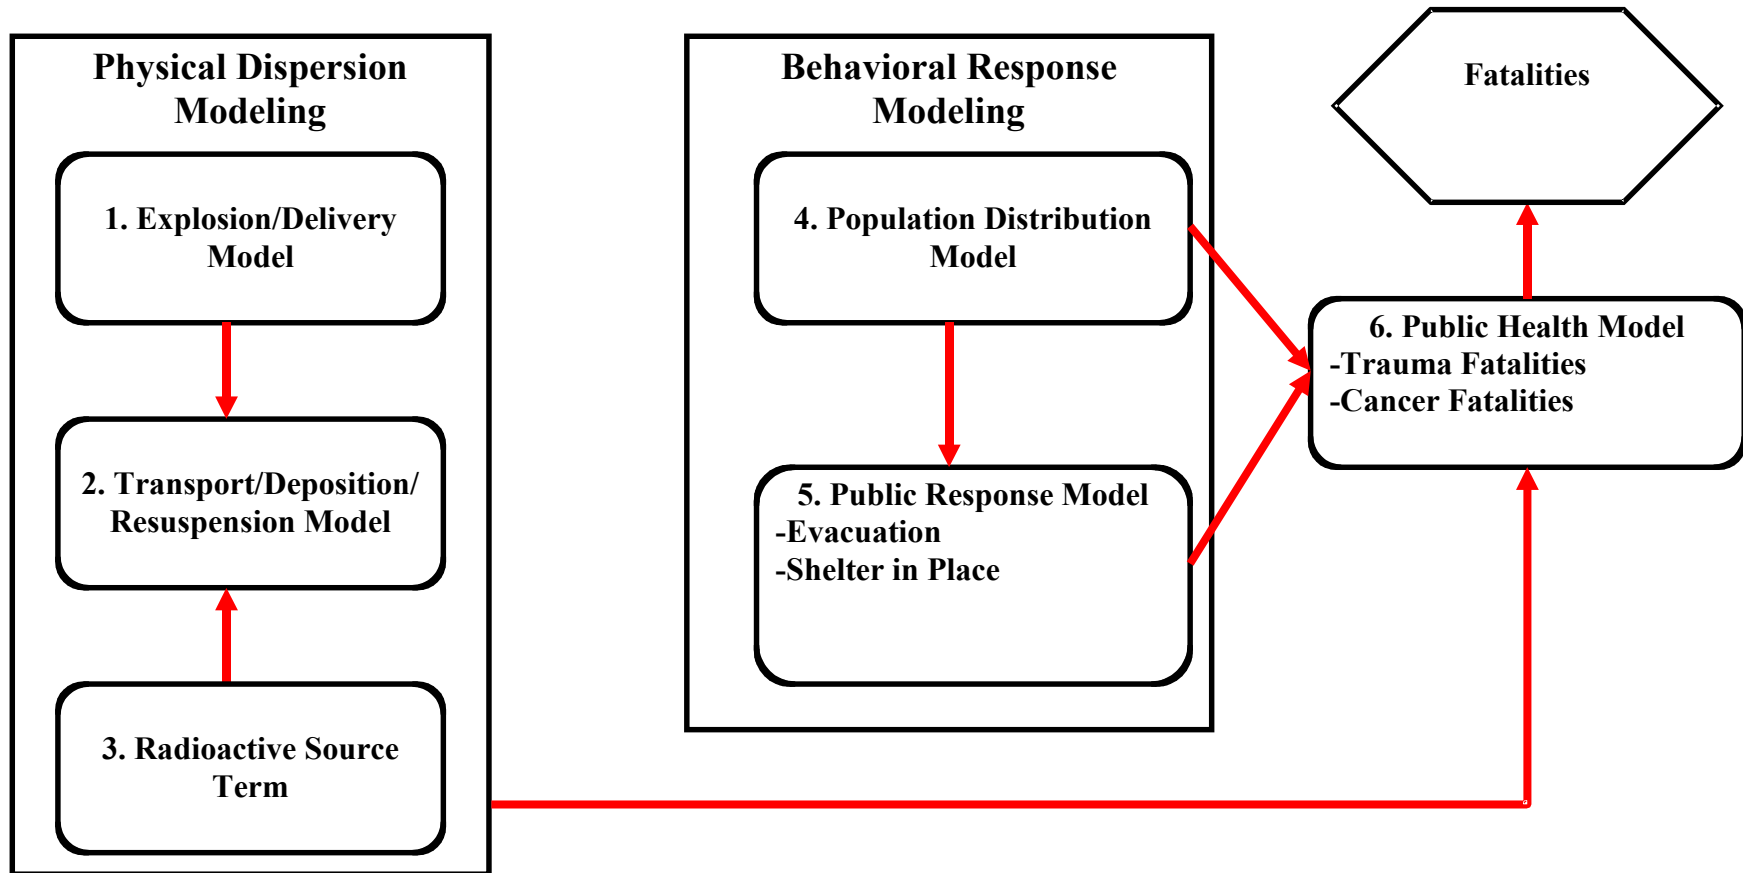 Physical Dispersion
Modeling
1. Explosion/Delivery
Model
2. Transport/Deposition/
Resuspension Model
3. Radioactive Source
Term
Behavioral Response
Modeling
4. Population Distribution
Model
5. Public Response Model
-Evacuation
-Shelter in Place
Fatalities
6. Public Health Model
-Trauma Fatalities
-Cancer Fatalities